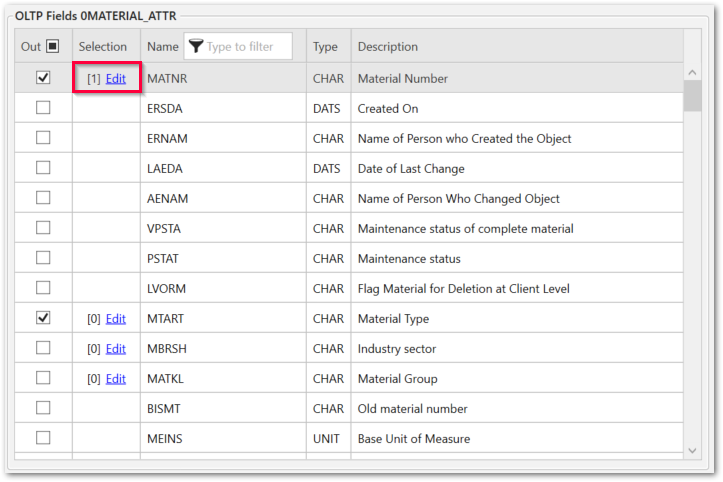 OLTP Fields 0MATERIAL_ATTR
Out Selection Name Type to filter Type Description
[1] Edit MATNR CHAR Material Number
ERSDA DATS Created On
ERNAM CHAR Name of Person who Created the Object
LAEDA DATS Date of Last Change
AENAM CHAR Name of Person Who Changed Object
VPSTA CHAR Maintenance status of complete material
PSTAT CHAR Maintenance status
LVORM CHAR Flag Material for Deletion at Client Level
[0] Edit MTART CHAR Material Type
[0] Edit MBRSH CHAR Industry sector
[0] Edit MATKL CHAR Material Group
BISMT CHAR Old material number
MEINS UNIT Base Unit of Measure